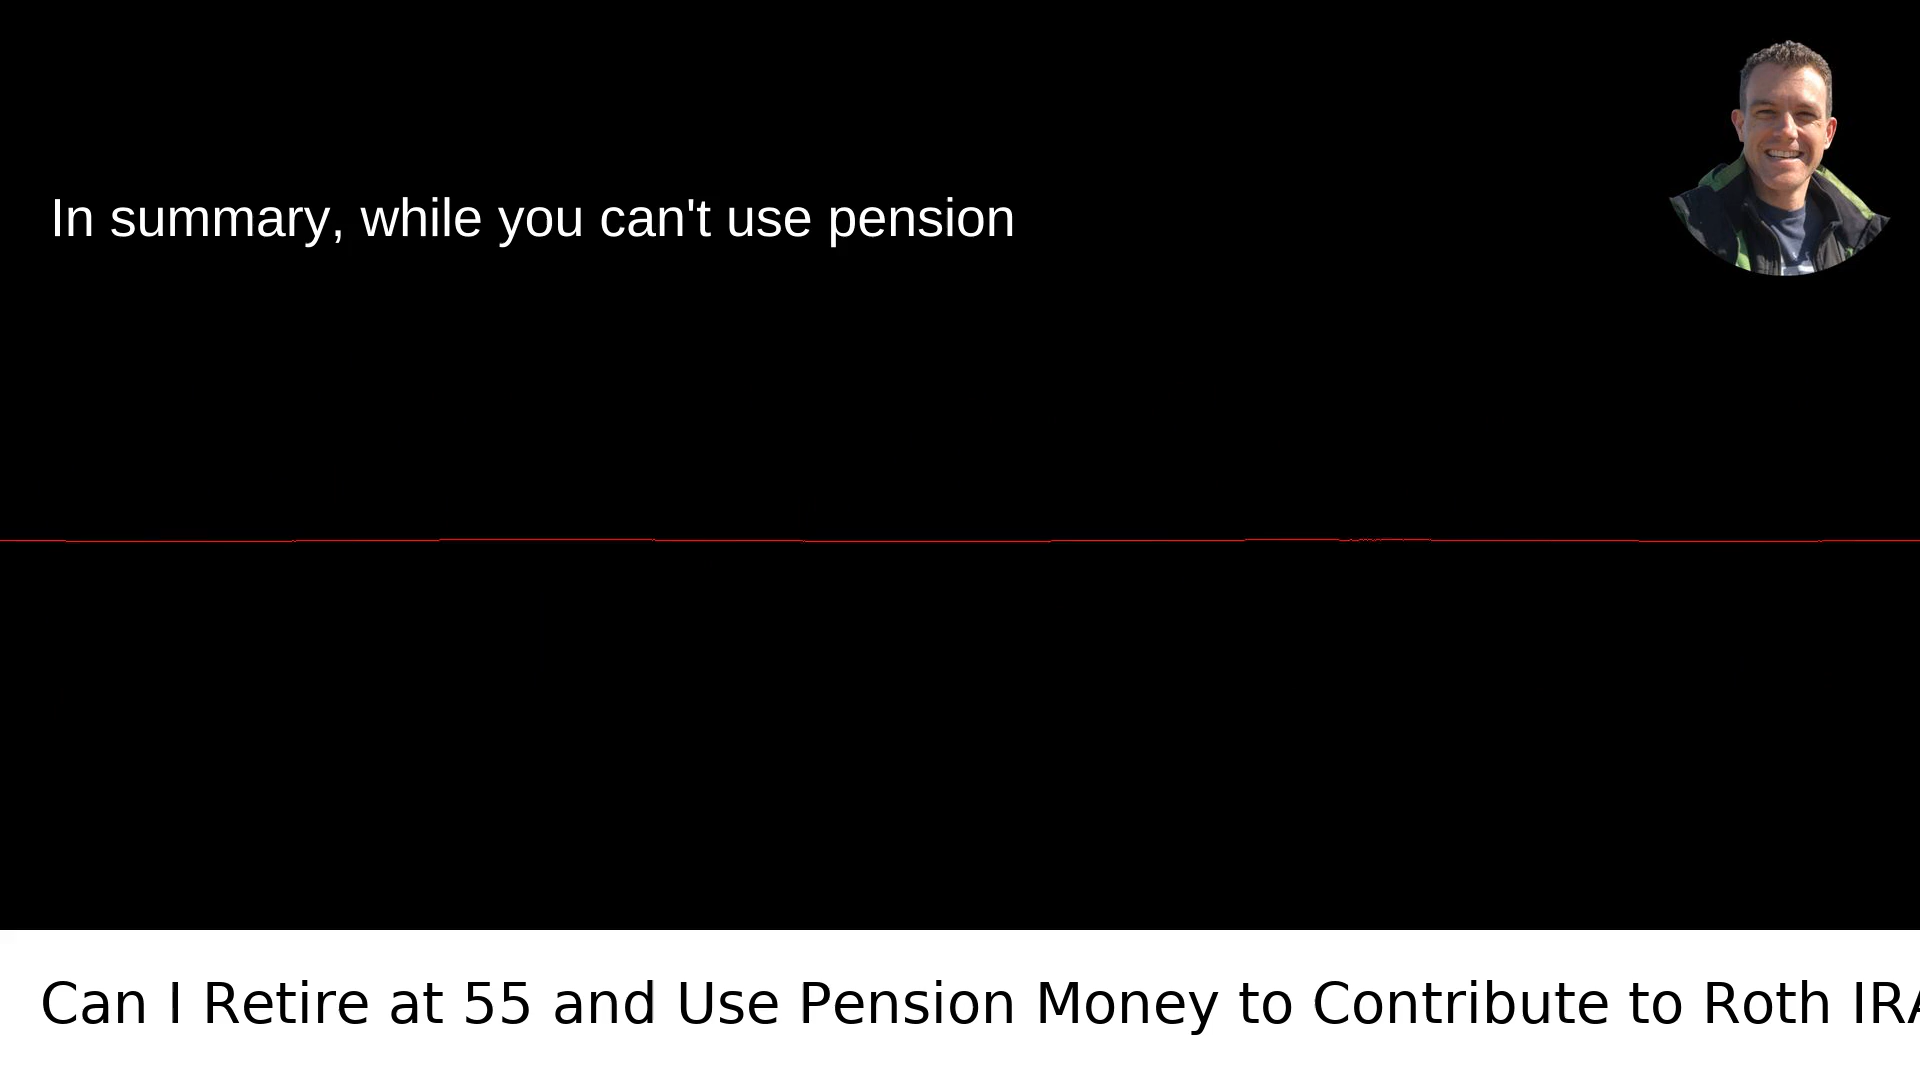 In summary, while you can't use pension
Can I Retire at 55 and Use Pension Money to Contribute to Roth IRA